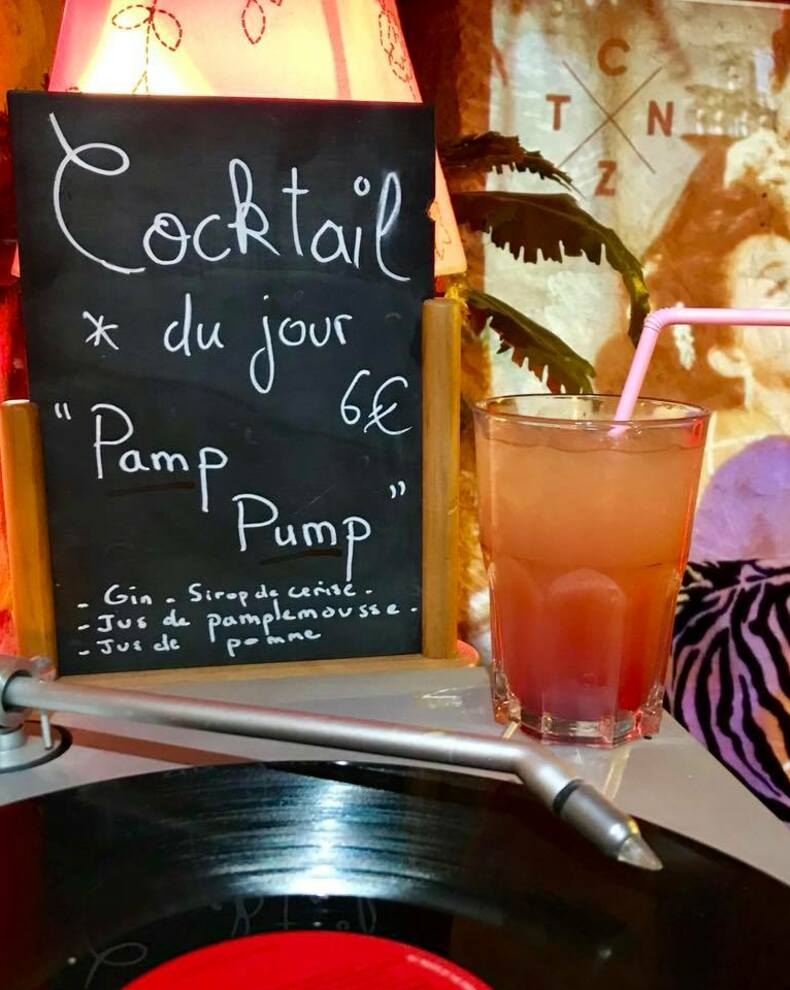 Cocktail
* du jour
6€
"Pamp
Pump"
- Gin - Sirop de cerise.
- Jus de pamplemousse.
- Jus de pomme
C
T N
Z